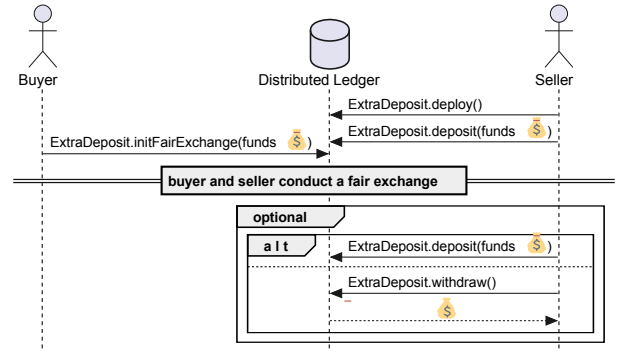 Buyer
Distributed Ledger
Seller
ExtraDeposit.deploy()
ExtraDeposit.deposit(funds 💰)
ExtraDeposit.initFairExchange(funds 💰)
buyer and seller conduct a fair exchange
optional
alt
ExtraDeposit.deposit(funds 💰)
ExtraDeposit.withdraw()
💰